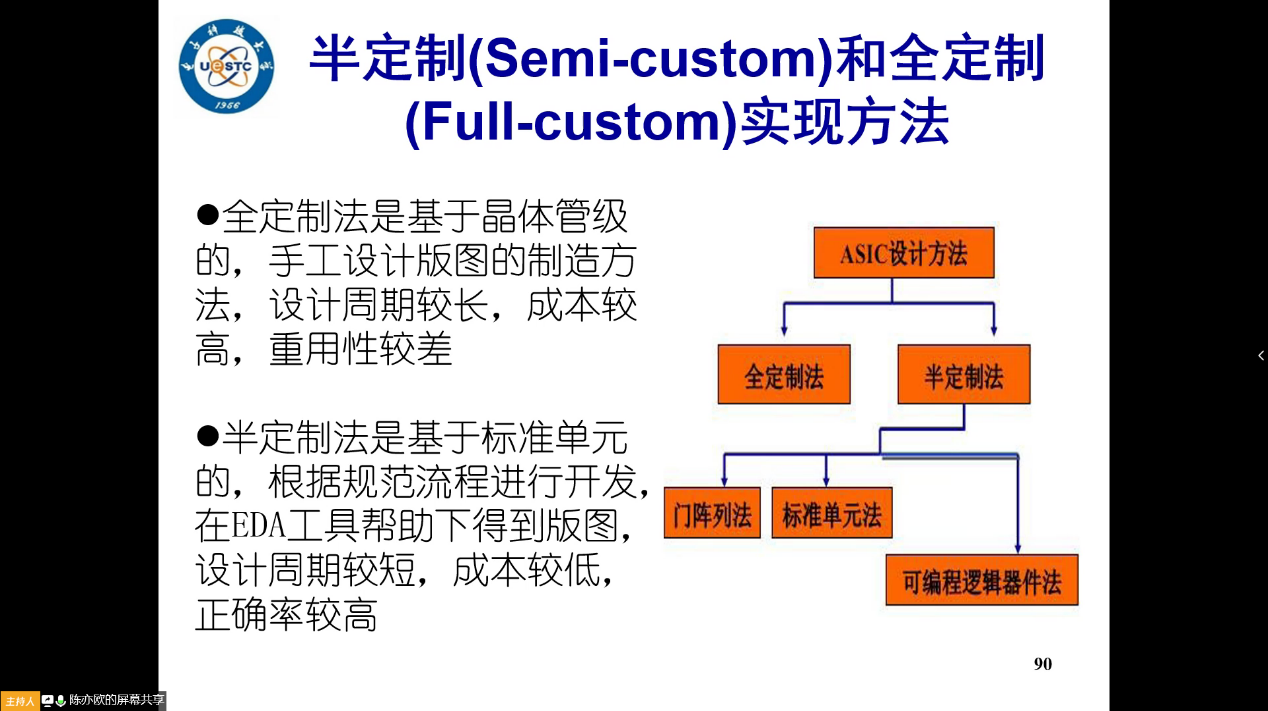 电子科技大学
UESTC
1956
半定制(Semi-custom)和全定制
(Full-custom)实现方法
●全定制法是基于晶体管级
的，手工设计版图的制造方
法，设计周期较长，成本较
高，重用性较差
●半定制法是基于标准单元
的，根据规范流程进行开发，
在EDA工具帮助下得到版图，
设计周期较短，成本较低，
正确率较高
ASIC设计方法
全定制法
半定制法
门阵列法
标准单元法
可编程逻辑器件法
90
主持人
陈亦欧的屏幕共享